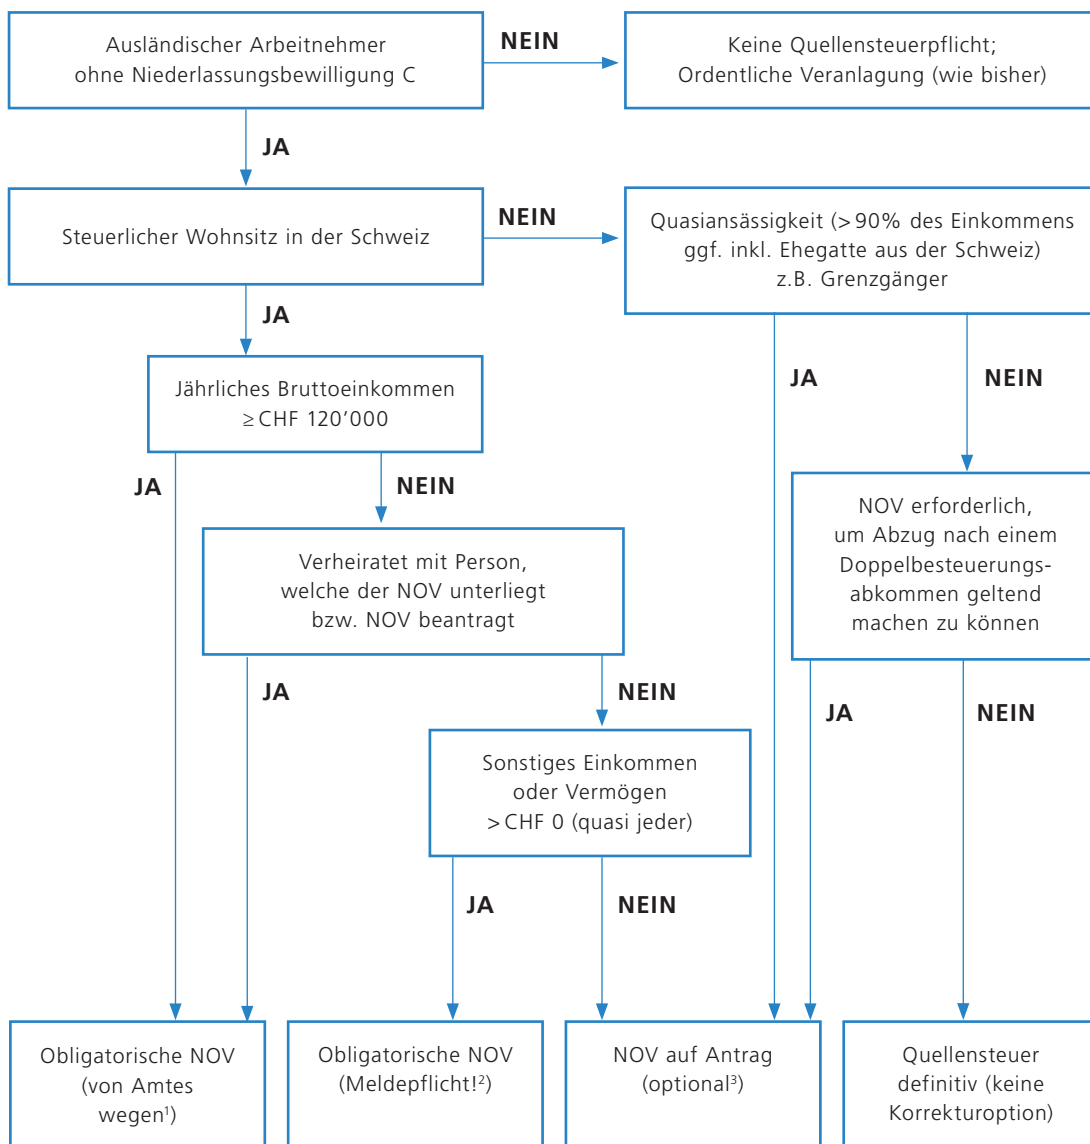 Ausländischer Arbeitnehmer
ohne Niederlassungsbewilligung C
NEIN
Keine Quellensteuerpflicht;
Ordentliche Veranlagung (wie bisher)
JA
Steuerlicher Wohnsitz in der Schweiz
NEIN
Quasiansässigkeit (>90% des Einkommens
ggf. inkl. Ehegatte aus der Schweiz)
z.B. Grenzgänger
JA
Jährliches Bruttoeinkommen
≥CHF 120’000
JA
NEIN
JA
NEIN
Verheiratet mit Person,
welche der NOV unterliegt
bzw. NOV beantragt
NOV erforderlich,
um Abzug nach einem
Doppelbesteuerungs-
abkommen geltend
machen zu können
JA
NEIN
JA
NEIN
Sonstiges Einkommen
oder Vermögen
>CHF 0 (quasi jeder)
JA
NEIN
Obligatorische NOV
(von Amtes
wegen¹)
Obligatorische NOV
(Meldepflicht!²)
NOV auf Antrag
(optional³)
Quellensteuer
definitiv (keine
Korrekturoption)